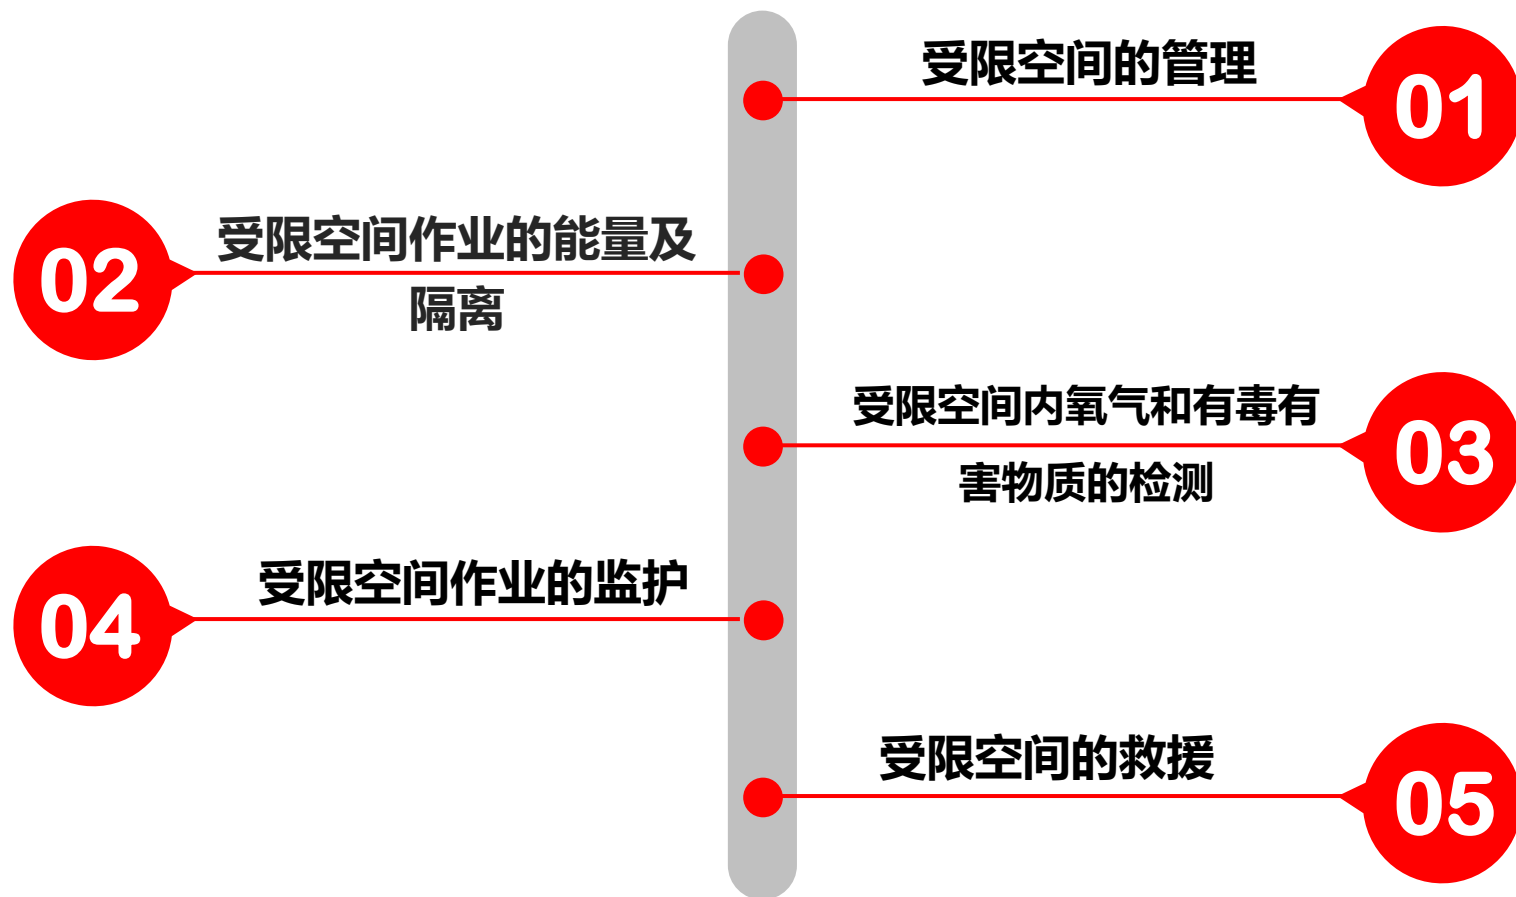 受限空间的管理
01
02
受限空间作业的能量及
隔离
受限空间内氧气和有毒有
害物质的检测
03
04
受限空间作业的监护
受限空间的救援
05